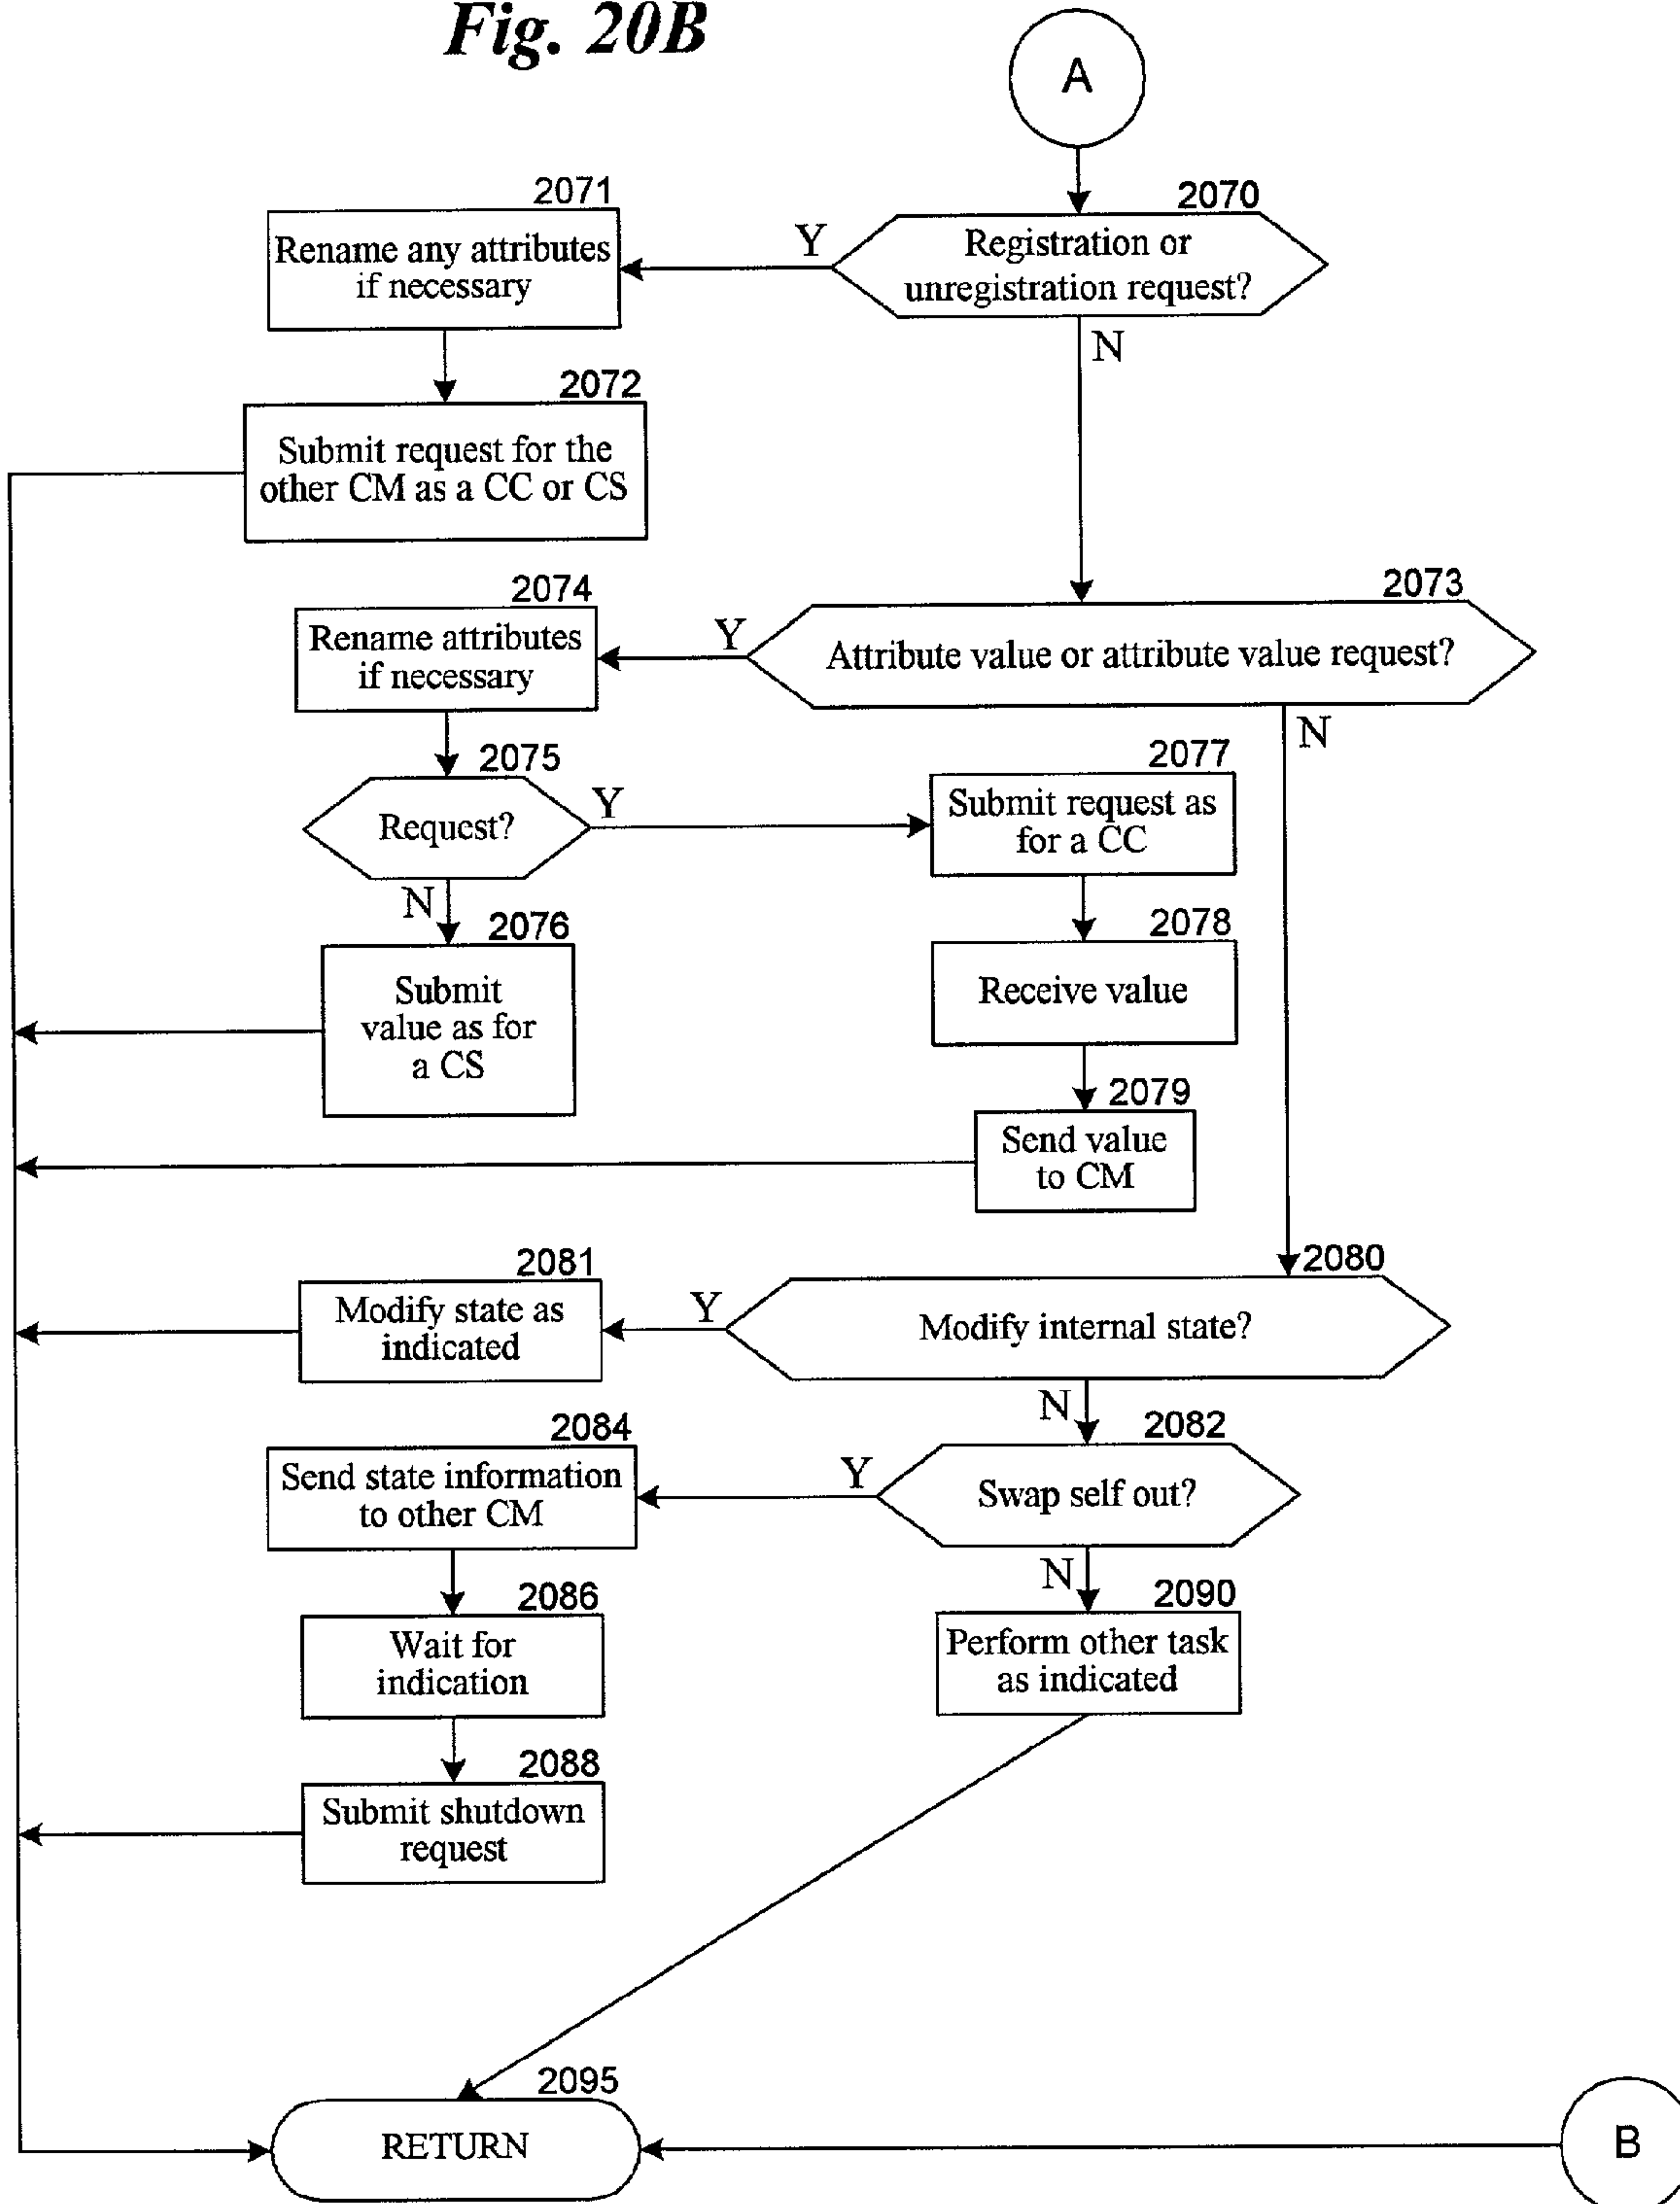 Fig. 20B
A
2070
Registration or
unregistration request?
Y
N
2071
Rename any attributes
if necessary
2072
Submit request for the
other CM as a CC or CS
2073
Attribute value or attribute value request?
Y
N
2074
Rename attributes
if necessary
2075
Request?
Y
N
2076
Submit
value as for
a CS
2077
Submit request as
for a CC
2078
Receive value
2079
Send value
to CM
2080
Modify internal state?
Y
N
2081
Modify state as
indicated
2082
Swap self out?
Y
N
2084
Send state information
to other CM
2086
Wait for
indication
2088
Submit shutdown
request
2090
Perform other task
as indicated
2095
RETURN
B